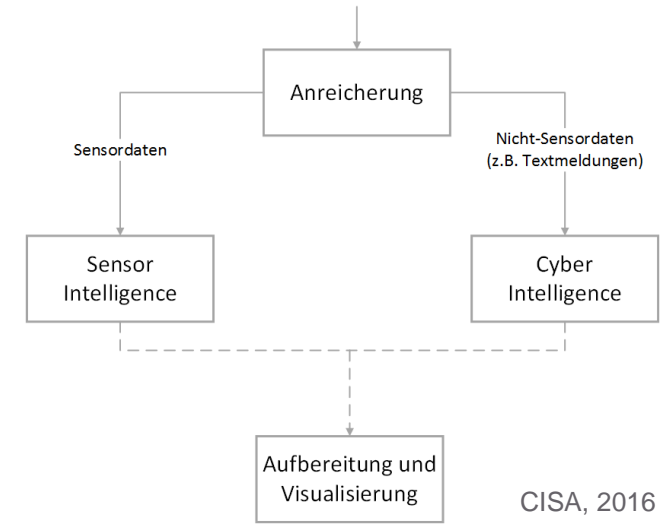 Anreicherung
Sensordaten
Nicht-Sensordaten
(z.B. Textmeldungen)
Sensor
Intelligence
Cyber
Intelligence
Aufbereitung und
Visualisierung
CISA, 2016